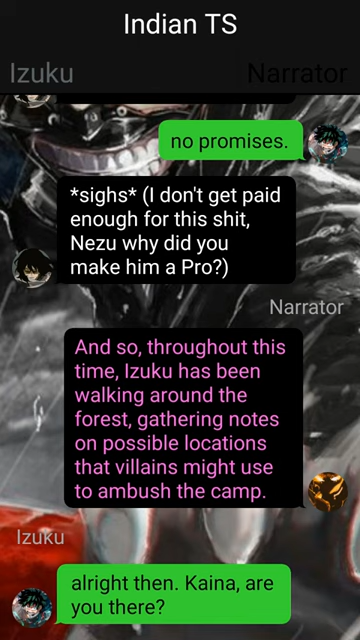 Indian TS
Izuku
Narrator
no promises.
*sighs* (I don't get paid
enough for this shit,
Nezu why did you
make him a Pro?)
Narrator
And so, throughout this
time, Izuku has been
walking around the
forest, gathering notes
on possible locations
that villains might use
to ambush the camp.
Izuku
alright then. Kaina, are
you there?